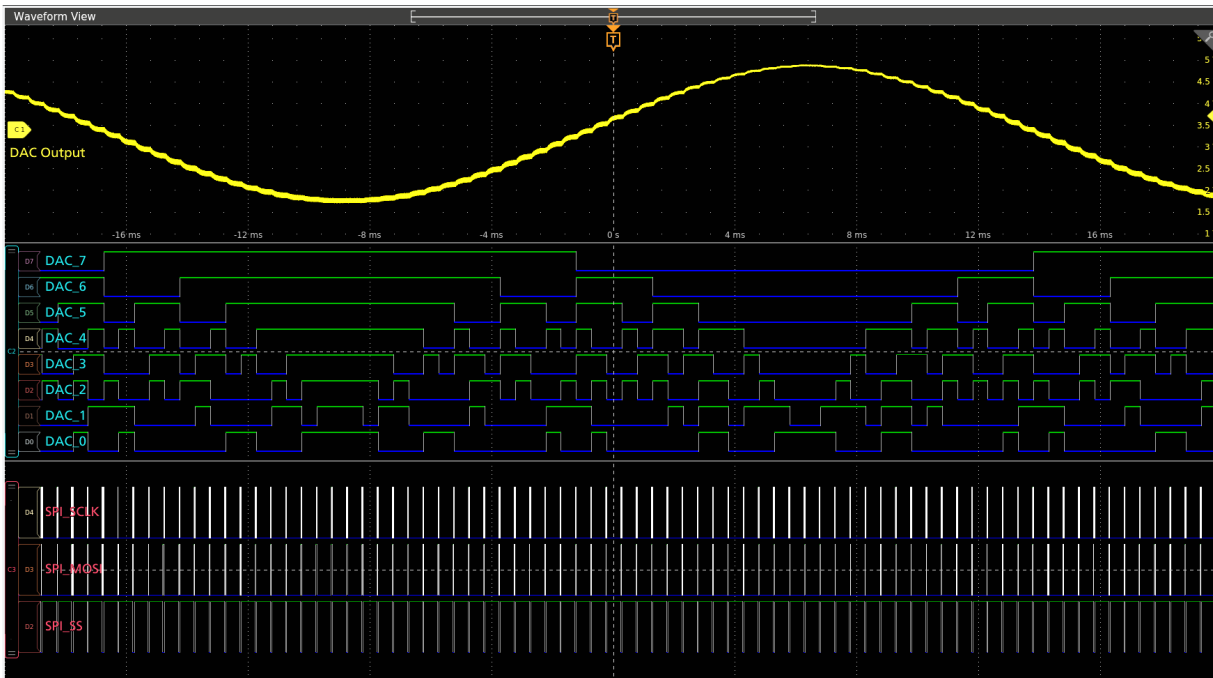 Waveform View
T
T
5
5
4.5
4
3.5
3
2.5
2
1.5
1
C 1
DAC Output
-16 ms -12 ms -8 ms -4 ms 0 s 4 ms 8 ms 12 ms 16 ms
D7 DAC_7
D6 DAC_6
D5 DAC_5
D4 DAC_4
C2
D3 DAC_3
D2 DAC_2
D1 DAC_1
D0 DAC_0
D4 SPI_SCLK
C3 D3 SPI_MOSI
D2 SPI_SS